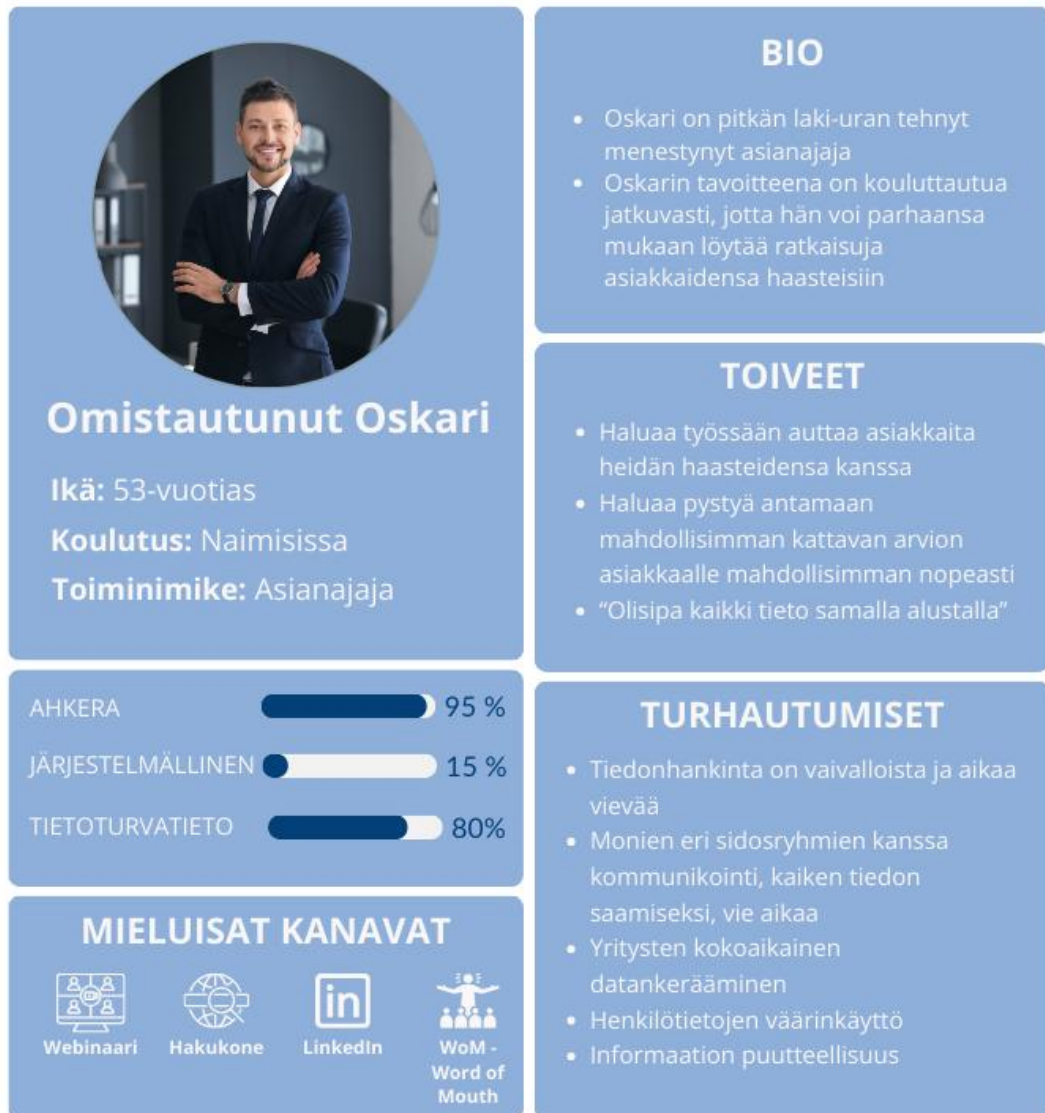 Omistautunut Oskari
Ikä: 53-vuotias
Koulutus: Naimisissa
Toiminimike: Asianajaja
AHKERA 95 %
JÄRJESTELMÄLLINEN 15 %
TIETOTURVATIETO 80%
MIELUISAT KANAVAT
Webinaari
Hakukone
in
LinkedIn
WoM -
Word of
Mouth
BIO
• Oskari on pitkän laki-uran tehnyt
menestynyt asianajaja
• Oskarin tavoitteena on kouluttautua
jatkuvasti, jotta hän voi parhaansa
mukaan löytää ratkaisuja
asiakkaidensa haasteisiin
TOIVEET
• Haluaa työssään auttaa asiakkaita
heidän haasteidensa kanssa
• Haluaa pystyä antamaan
mahdollisimman kattavan arvion
asiakkaalle mahdollisimman nopeasti
• “Olisipa kaikki tieto samalla alustalla”
TURHAUTUMISET
• Tiedonhankinta on vaivalloista ja aikaa
vievää
• Monien eri sidosryhmien kanssa
kommunikointi, kaiken tiedon
saamiseksi, vie aikaa
• Yritysten kokoaikainen
datankerääminen
• Henkilötietojen väärinkäyttö
• Informaation puutteellisuus